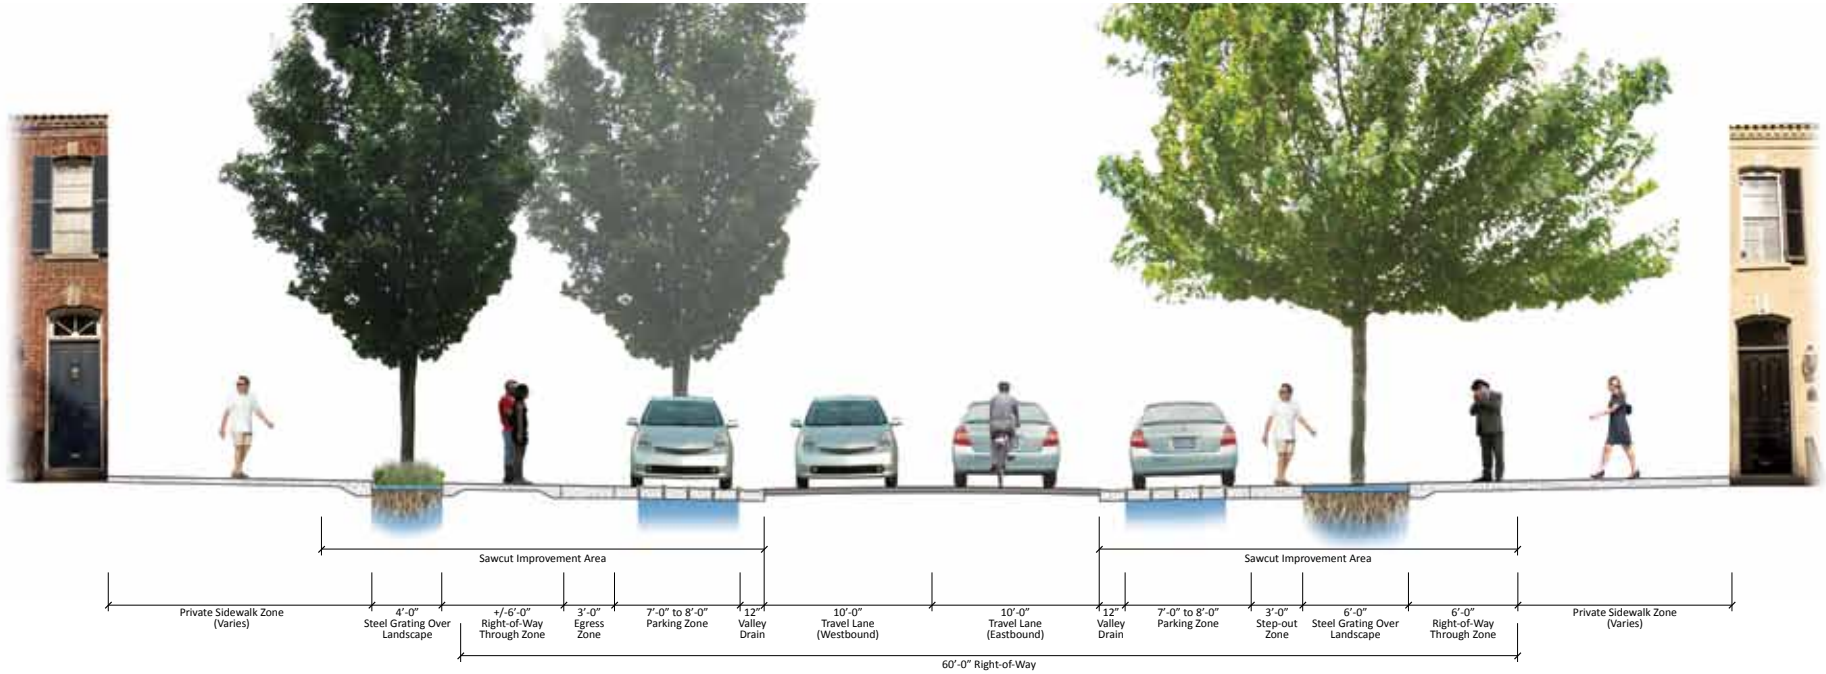 Sawcut Improvement Area
Sawcut Improvement Area
Private Sidewalk Zone
(Varies)
4'-0"
Steel Grating Over
Landscape
+/-6'-0"
Right-of-Way
Through Zone
3'-0"
Egress
Zone
7'-0" to 8'-0"
Parking Zone
12"
Valley
Drain
10'-0"
Travel Lane
(Westbound)
10'-0"
Travel Lane
(Eastbound)
12"
Valley
Drain
7'-0" to 8'-0"
Parking Zone
3'-0"
Step-out
Zone
6'-0"
Steel Grating Over
Landscape
6'-0"
Right-of-Way
Through Zone
Private Sidewalk Zone
(Varies)
60'-0" Right-of-Way